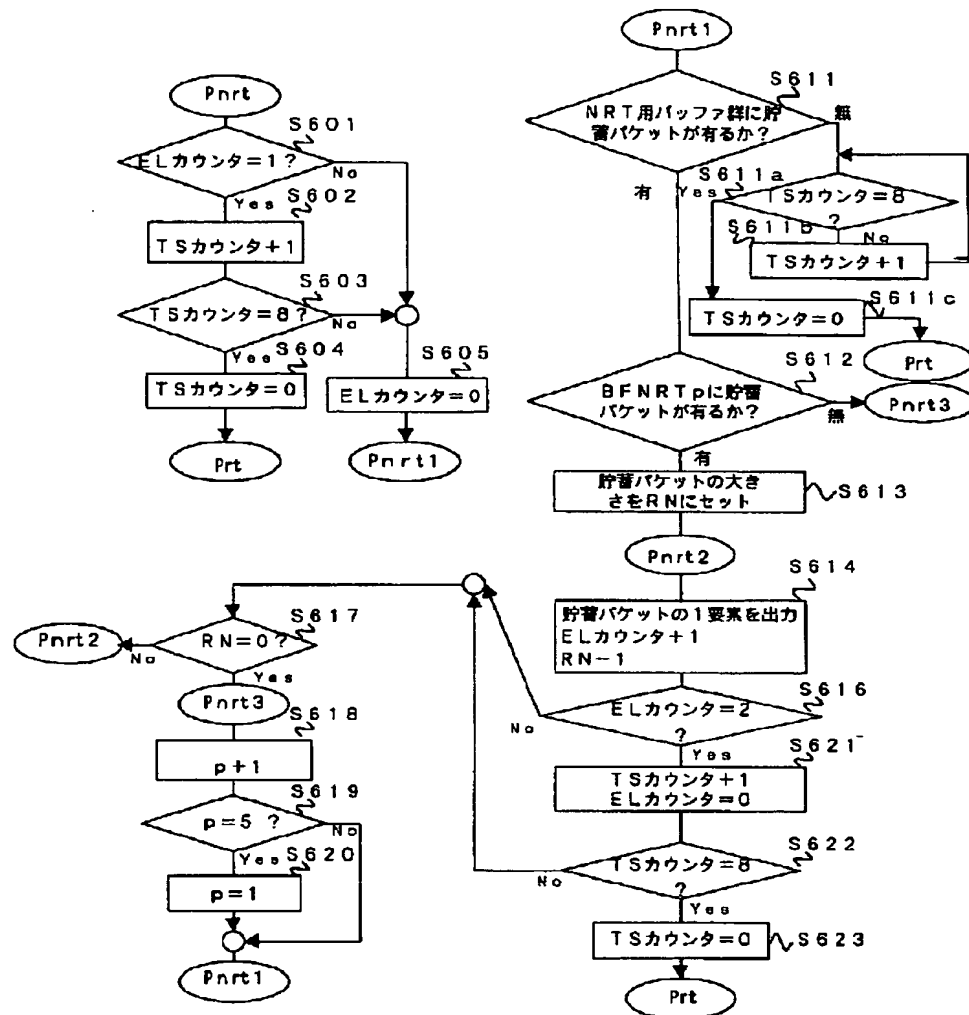 Pnrt
S601
ELカウンタ=1?
No
Yes
S602
TSカウンタ+1
S603
TSカウンタ=8?
No
Yes
S604
TSカウンタ=0
S605
ELカウンタ=0
Prt
Pnrt1
Pnrt1
S611
NRT用バッファ群に貯
蓄パケットが有るか?
無
有
S611a
Yes
TSカウンタ=8
?
S611b
No
TSカウンタ+1
S611c
TSカウンタ=0
Prt
S612
BFNRTpに貯蓄
パケットが有るか?
無
Pnrt3
有
貯蓄パケットの大き
さをRNにセット
S613
Pnrt2
S614
貯蓄パケットの1要素を出力
ELカウンタ+1
RN-1
S616
ELカウンタ=2
?
No
Yes
S621
TSカウンタ+1
ELカウンタ=0
S622
TSカウンタ=8
?
No
Yes
TSカウンタ=0
S623
Prt
S617
RN=0?
Pnrt2
No
Yes
Pnrt3
S618
p+1
S619
p=5 ?
No
Yes
S620
p=1
Pnrt1